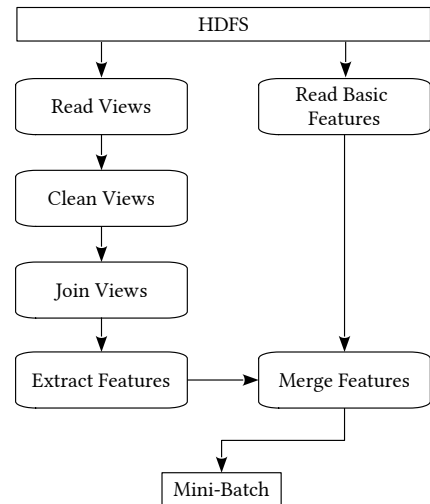 HDFS
Read Views
Read Basic
Features
Clean Views
Join Views
Extract Features
Merge Features
Mini-Batch